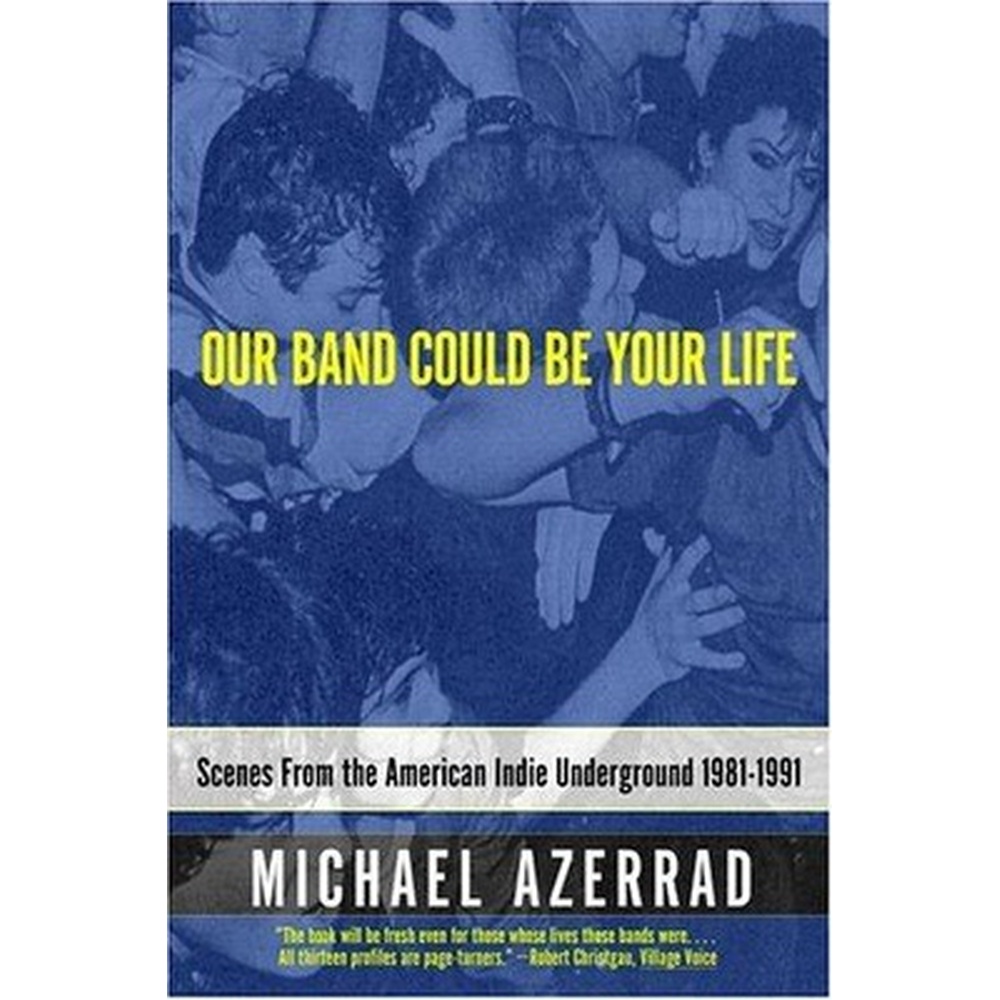 OUR BAND COULD BE YOUR LIFE
Scenes From the American Indie Underground 1981-1991
MICHAEL AZERRAD
"The book will be fresh even for those whose lives those bands were. . . .
All thirteen profiles are page-turners." —Robert Christgau, Village Voice